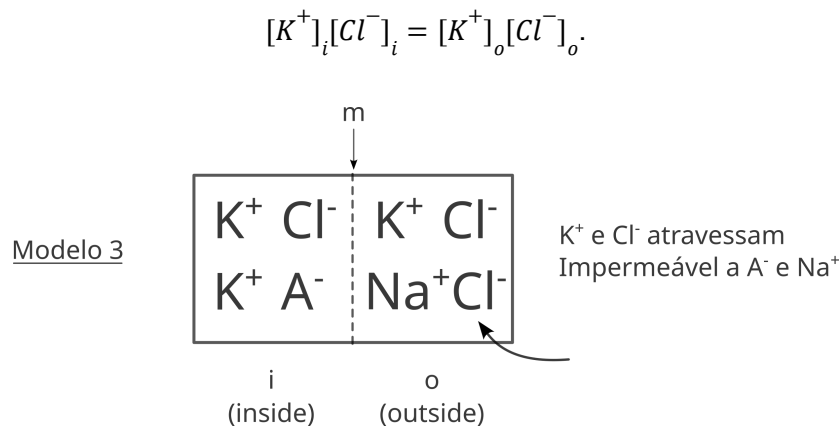 [K⁺]ᵢ[Cl⁻]ᵢ = [K⁺]ₒ[Cl⁻]ₒ.
m
K⁺ Cl⁻ K⁺ Cl⁻
K⁺ A⁻ Na⁺Cl⁻
Modelo 3
K⁺ e Cl⁻ atravessam
Impermeável a A⁻ e Na⁺
i o
(inside) (outside)